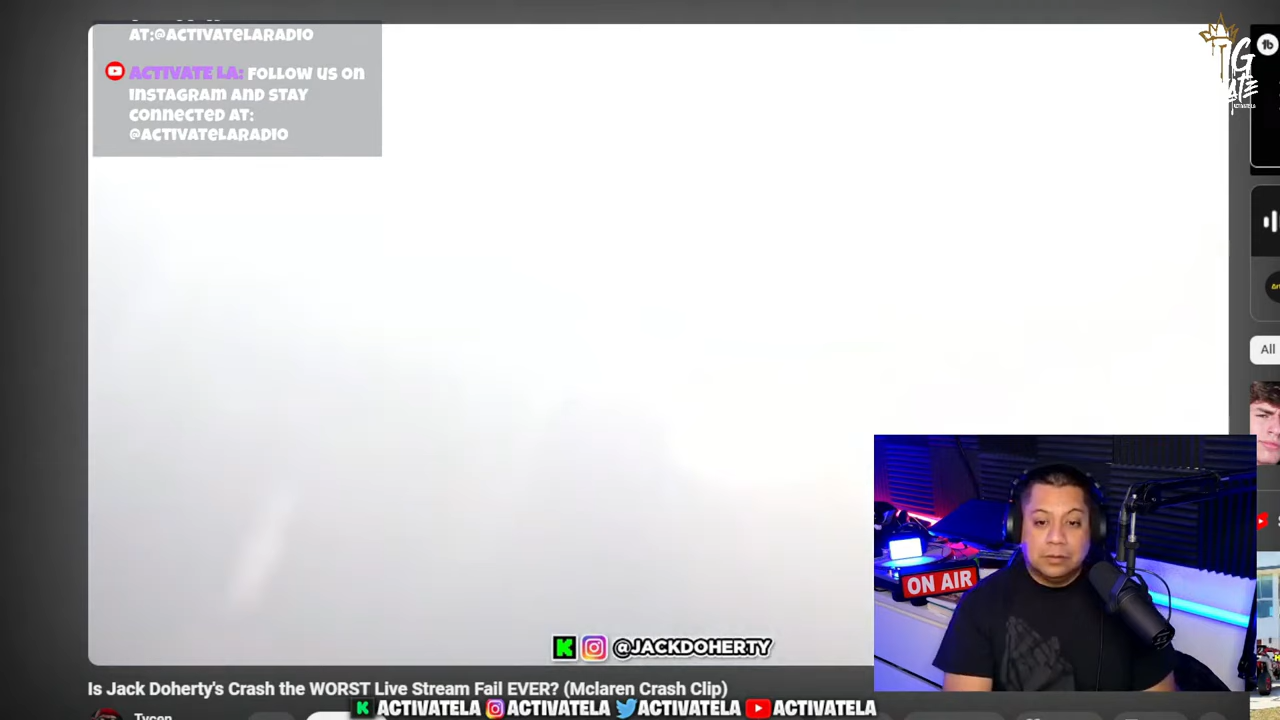 AT:@ACTIVATELARADIO
ACTIVATE LA: FOLLOW US ON
INSTAGRAM AND STAY
CONNECTED AT:
@ACTIVATELARADIO
All
ON AIR
K @JACKDOHERTY
Is Jack Doherty's Crash the WORST Live Stream Fail EVER? (Mclaren Crash Clip)
K ACTIVATELA ACTIVATELA ACTIVATELA ACTIVATELA